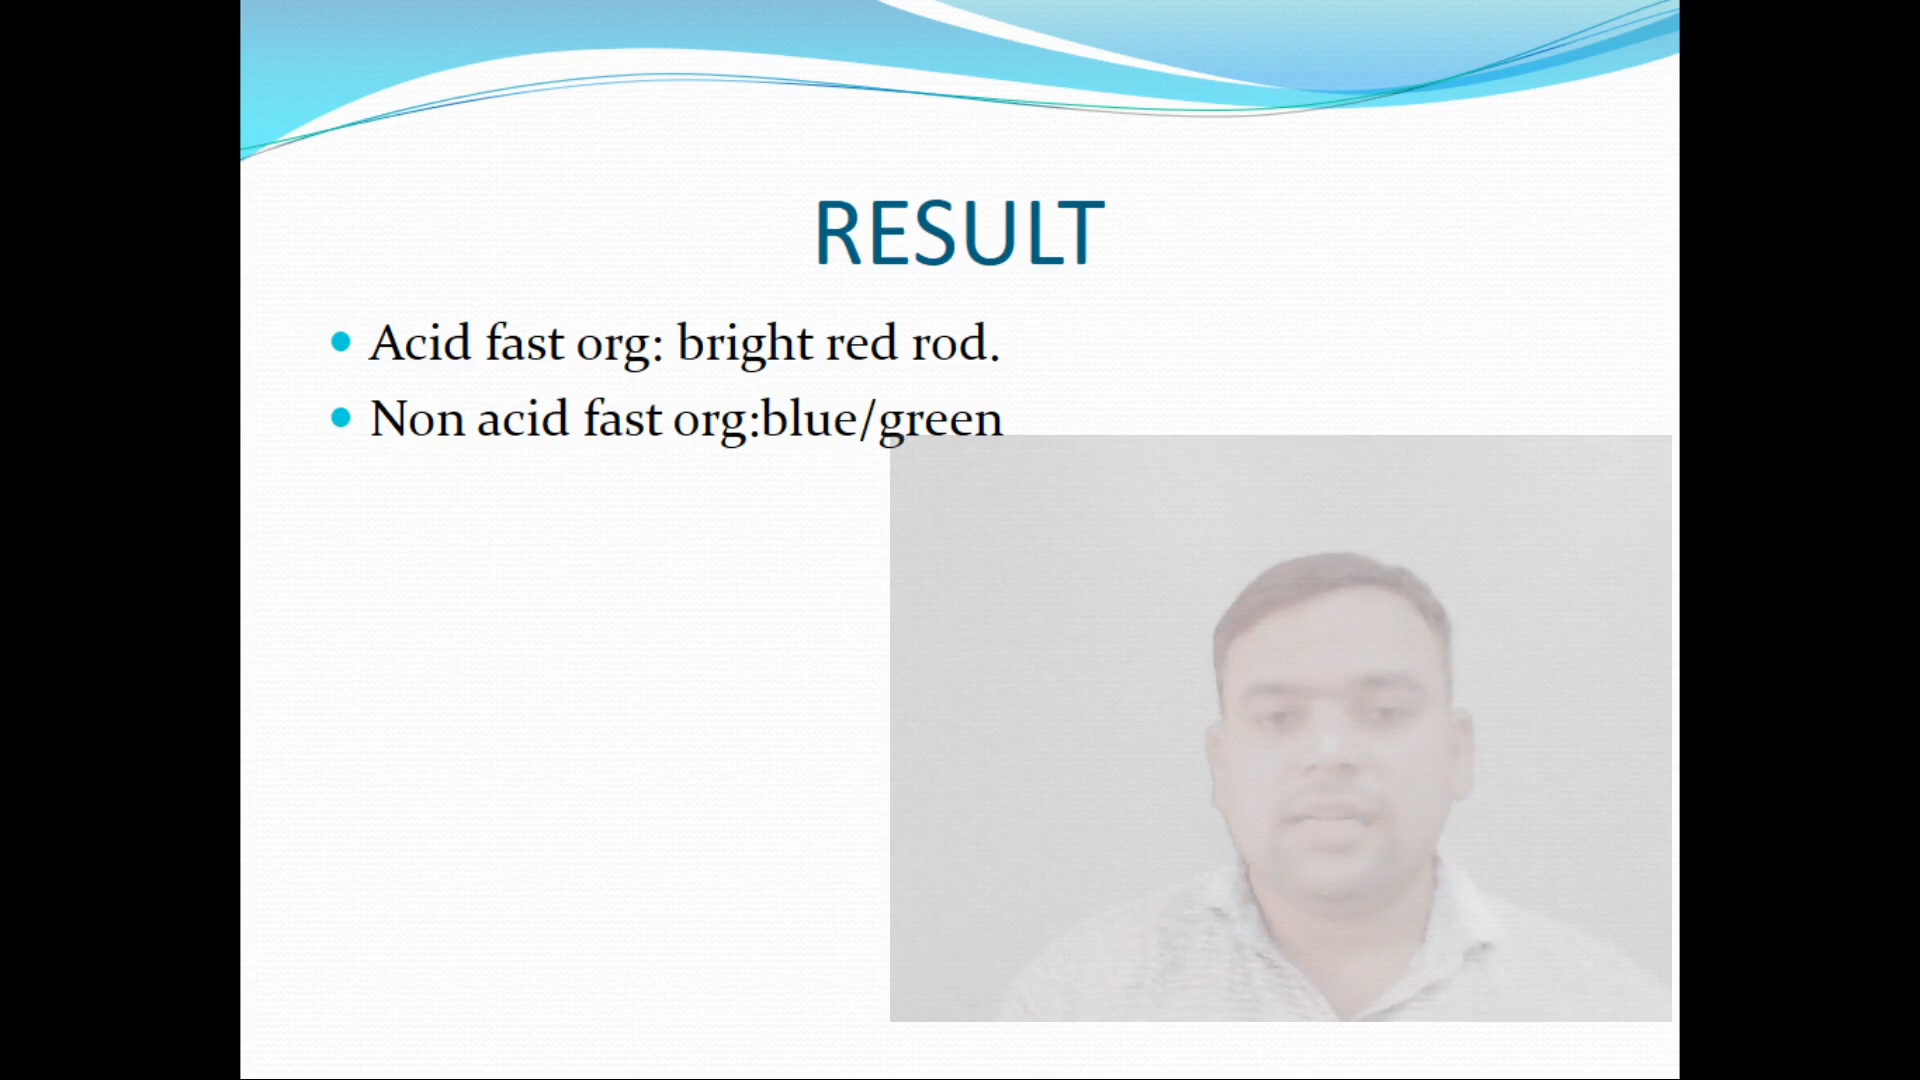 RESULT
Acid fast org: bright red rod.
Non acid fast org:blue/green